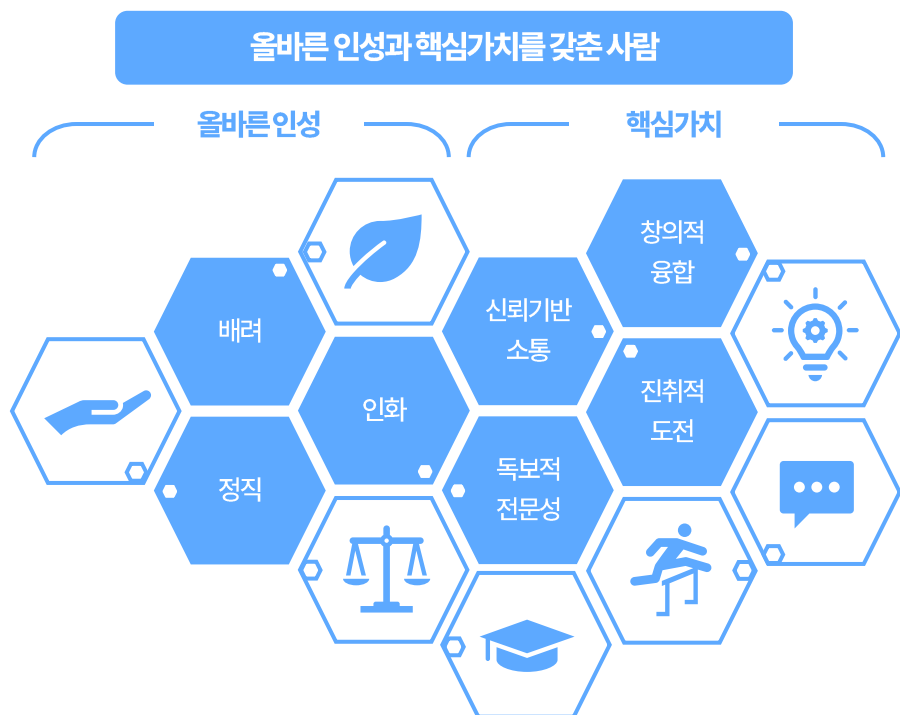 올바른 인성과 핵심가치를 갖춘 사람
올바른 인성
핵심가치
배려
인화
정직
신뢰기반
소통
독보적
전문성
창의적
융합
진취적
도전